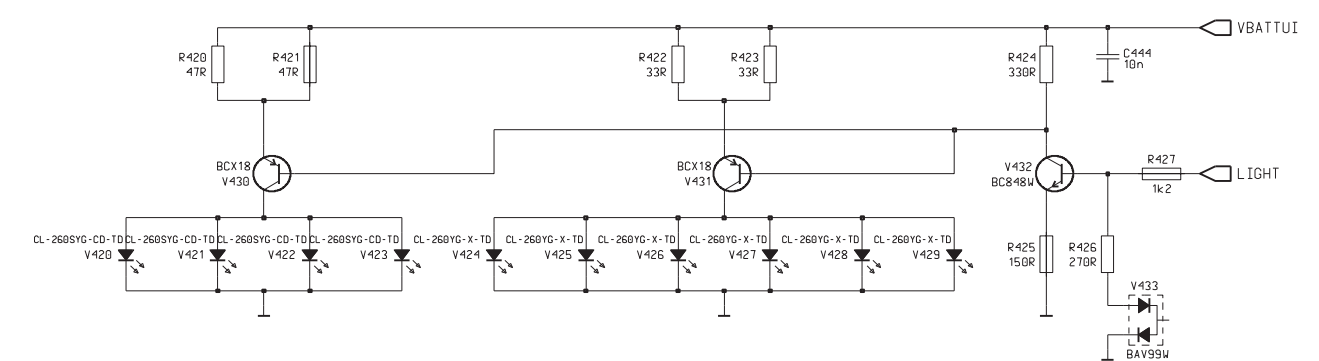 VBATTUI
R420
47R
R421
47R
R422
33R
R423
33R
R424
330R
C444
10n
BCX18
V430
BCX18
V431
V432
BC848W
R427
1k2
LIGHT
CL-260SYG-CD-TD
V420
CL-260SYG-CD-TD
V421
CL-260SYG-CD-TD
V422
CL-260SYG-CD-TD
V423
CL-260YG-X-TD
V424
CL-260YG-X-TD
V425
CL-260YG-X-TD
V426
CL-260YG-X-TD
V427
CL-260YG-X-TD
V428
CL-260YG-X-TD
V429
R425
150R
R426
270R
V433
BAV99W